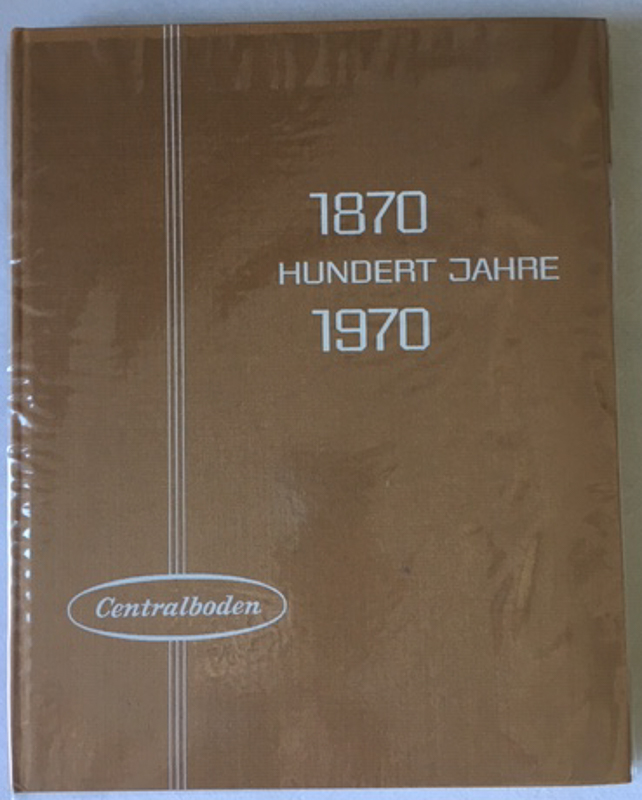 1870
HUNDERT JAHRE
1970
Centralboden